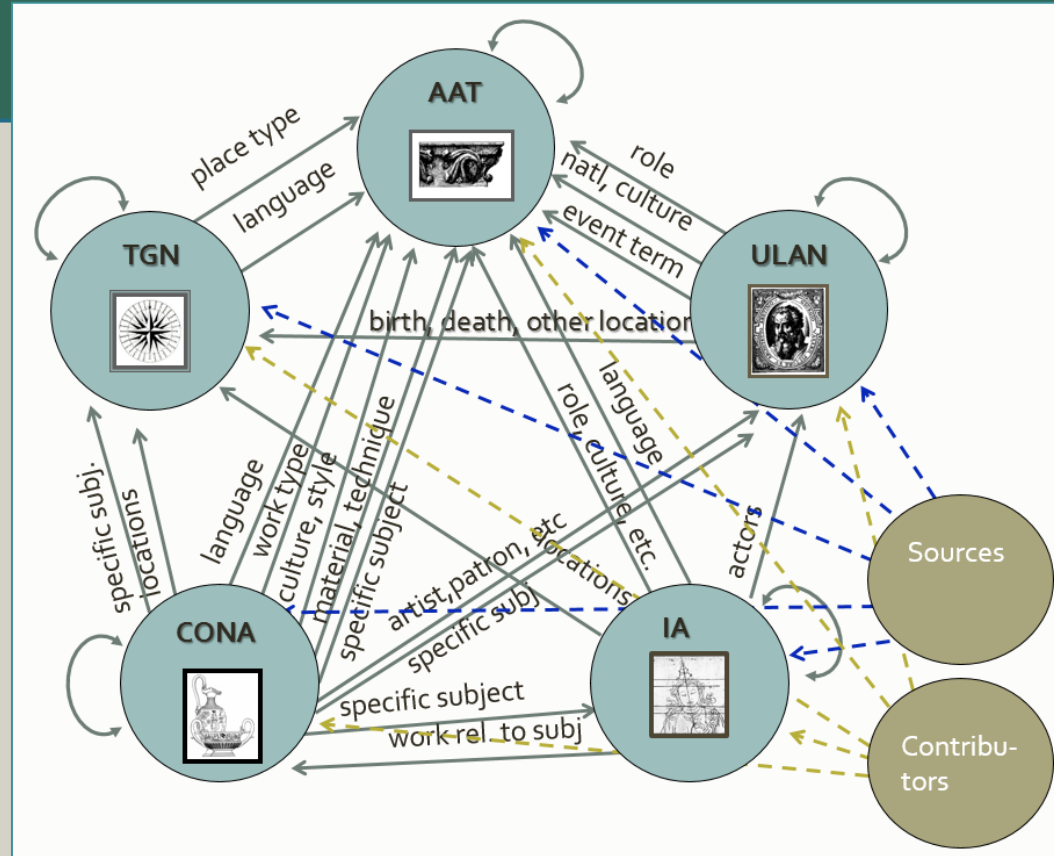 AAT
place type
language
role
natl, culture
event term
TGN
ULAN
birth, death, other location
specific subj.
locations
language
work type
culture, style
material, technique
specific subject
artist,patron, etc
specific subj
locations
role, culture, etc.
language
actors
Sources
CONA
IA
specific subject
work rel. to subj
Contribu-
tors